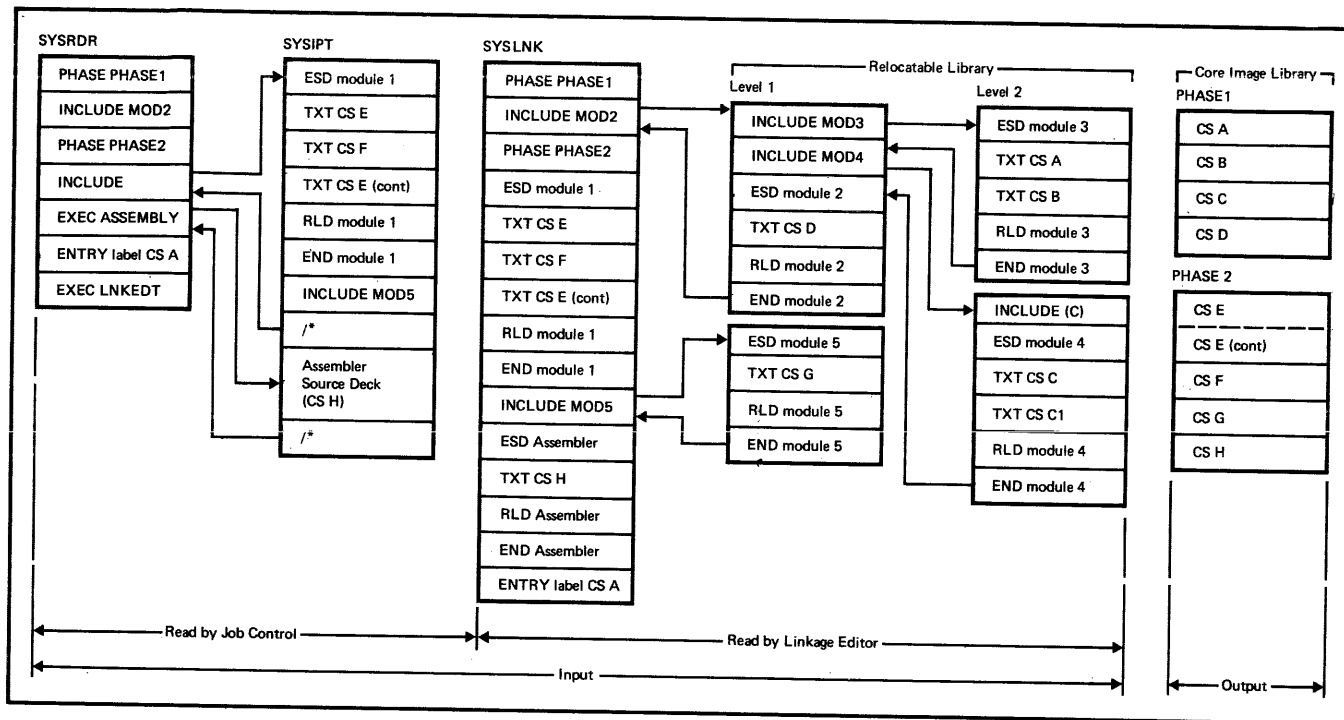 SYSRDR
PHASE PHASE1
INCLUDE MOD2
PHASE PHASE2
INCLUDE
EXEC ASSEMBLY
ENTRY label CS A
EXEC LNKEDT
SYSIPT
ESD module 1
TXT CS E
TXT CS F
TXT CS E (cont)
RLD module 1
END module 1
INCLUDE MOD5
/*
Assembler
Source Deck
(CS H)
/*
SYSLNK
PHASE PHASE1
INCLUDE MOD2
PHASE PHASE2
ESD module 1
TXT CS E
TXT CS F
TXT CS E (cont)
RLD module 1
END module 1
INCLUDE MOD5
ESD Assembler
TXT CS H
RLD Assembler
END Assembler
ENTRY label CS A
Relocatable Library
Level 1
INCLUDE MOD3
INCLUDE MOD4
ESD module 2
TXT CS D
RLD module 2
END module 2
ESD module 5
TXT CS G
RLD module 5
END module 5
Level 2
ESD module 3
TXT CS A
TXT CS B
RLD module 3
END module 3
INCLUDE (C)
ESD module 4
TXT CS C
TXT CS C1
RLD module 4
END module 4
Core Image Library
PHASE1
CS A
CS B
CS C
CS D
PHASE 2
CS E
CS E (cont)
CS F
CS G
CS H
Read by Job Control
Read by Linkage Editor
Input
Output